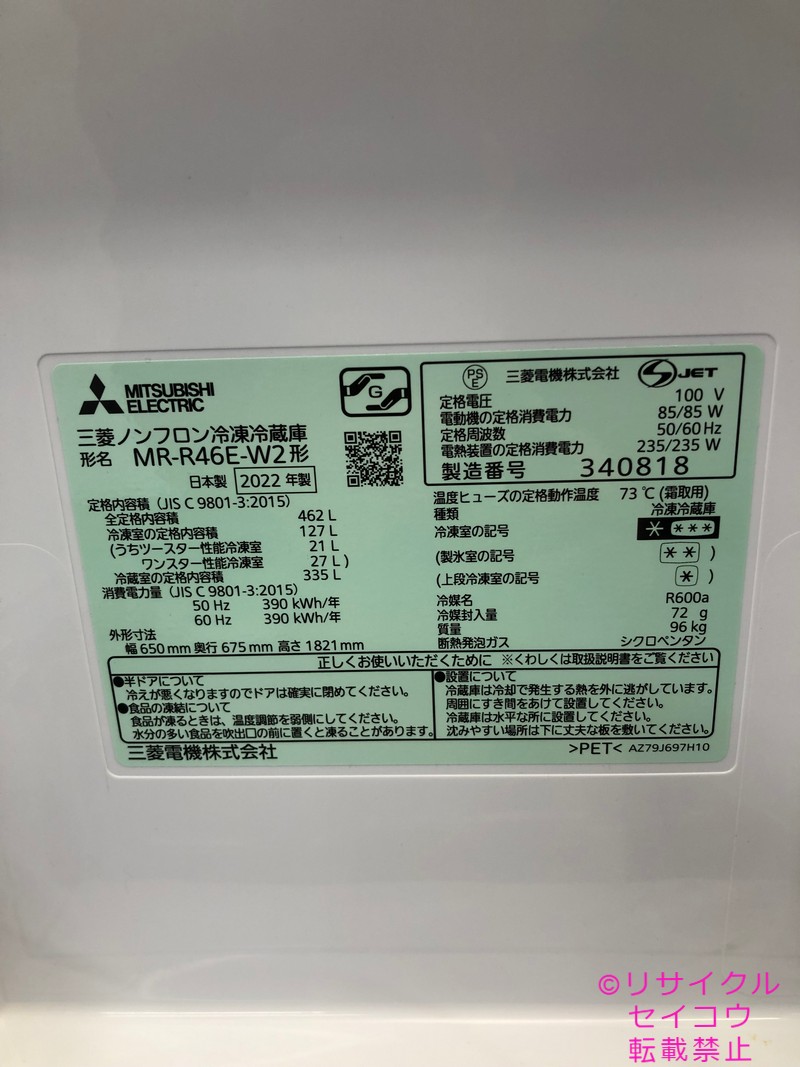 MITSUBISHI
ELECTRIC
G
三菱ノンフロン冷凍冷蔵庫
形名 MR-R46E-W2形
日本製 2022 年製
定格内容積（JIS C 9801-3:2015）
全定格内容積 462 L
冷凍室の定格内容積 127 L
(うちツースター性能冷凍室 21 L
ワンスター性能冷凍室 27 L )
冷蔵室の定格内容積 335 L
消費電力量（JIS C 9801-3:2015）
50 Hz 390 kWh/年
60 Hz 390 kWh/年
外形寸法
幅 650 mm 奥行 675 mm 高さ 1821 mm
PS
E
三菱電機株式会社
S JET
定格電圧 100 V
電動機の定格消費電力 85/85 W
定格周波数 50/60 Hz
電熱装置の定格消費電力 235/235 W
製造番号 340818
温度ヒューズの定格動作温度 73 ℃ (霜取用)
種類 冷凍冷蔵庫
冷凍室の記号 * ***
(製氷室の記号 ** )
(上段冷凍室の記号 * )
冷媒名 R600a
冷媒封入量 72 g
質量 96 kg
断熱発泡ガス シクロペンタン
正しくお使いいただくために ※くわしくは取扱説明書をご覧ください
●半ドアについて
冷えが悪くなりますのでドアは確実に閉めてください。
●食品の凍結について
食品が凍るときは、温度調節を弱側にしてください。
水分の多い食品を吹出口の前に置くと凍ることがあります。
●設置について
冷蔵庫は冷却で発生する熱を外に逃がしています。
周囲にすき間をあけて設置してください。
冷蔵庫は水平な所に設置してください。
沈みやすい場所は下に丈夫な板を敷いてください。
三菱電機株式会社
>PET< AZ79J697H10
©リサイクル
セイコウ
転載禁止